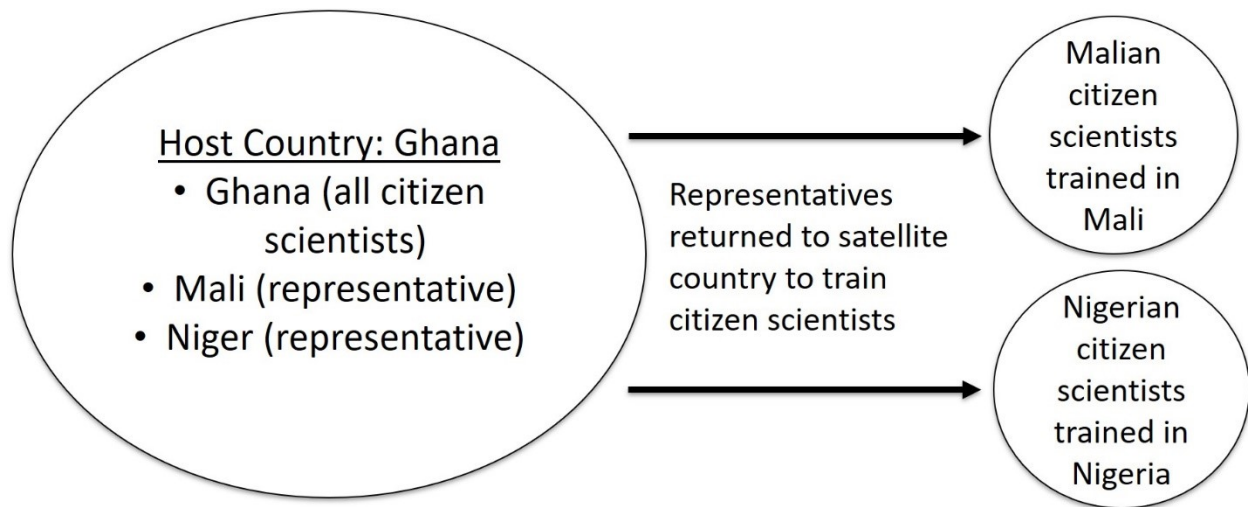 Host Country: Ghana
• Ghana (all citizen
scientists)
• Mali (representative)
• Niger (representative)
Representatives
returned to satellite
country to train
citizen scientists
Malian
citizen
scientists
trained in
Mali
Nigerian
citizen
scientists
trained in
Nigeria